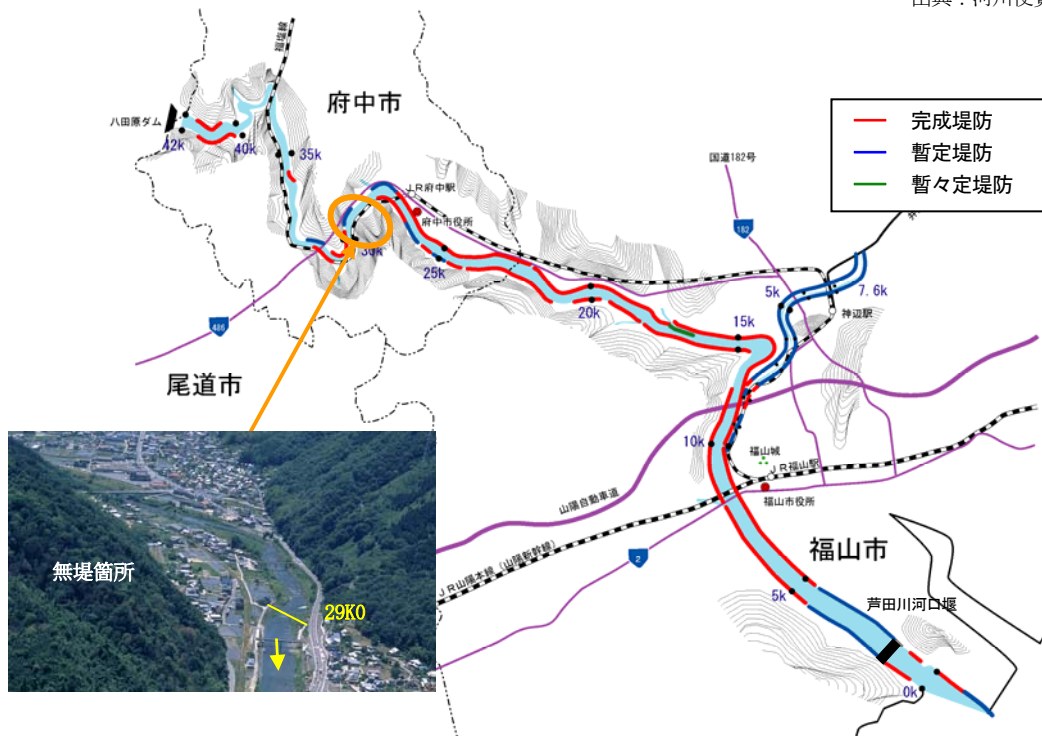 福塩線
府中市
八田原ダム
42k
40k
35k
JR府中駅
府中市役所
30k
25k
国道182号
182
完成堤防
暫定堤防
暫々定堤防
5k
7.6k
神辺駅
20k
15k
486
尾道市
10k
福山城
JR福山駅
福山市役所
山陽自動車道
JR山陽本線(山陽新幹線)
2
福山市
5k
芦田川河口堰
0k
無堤箇所
29K0